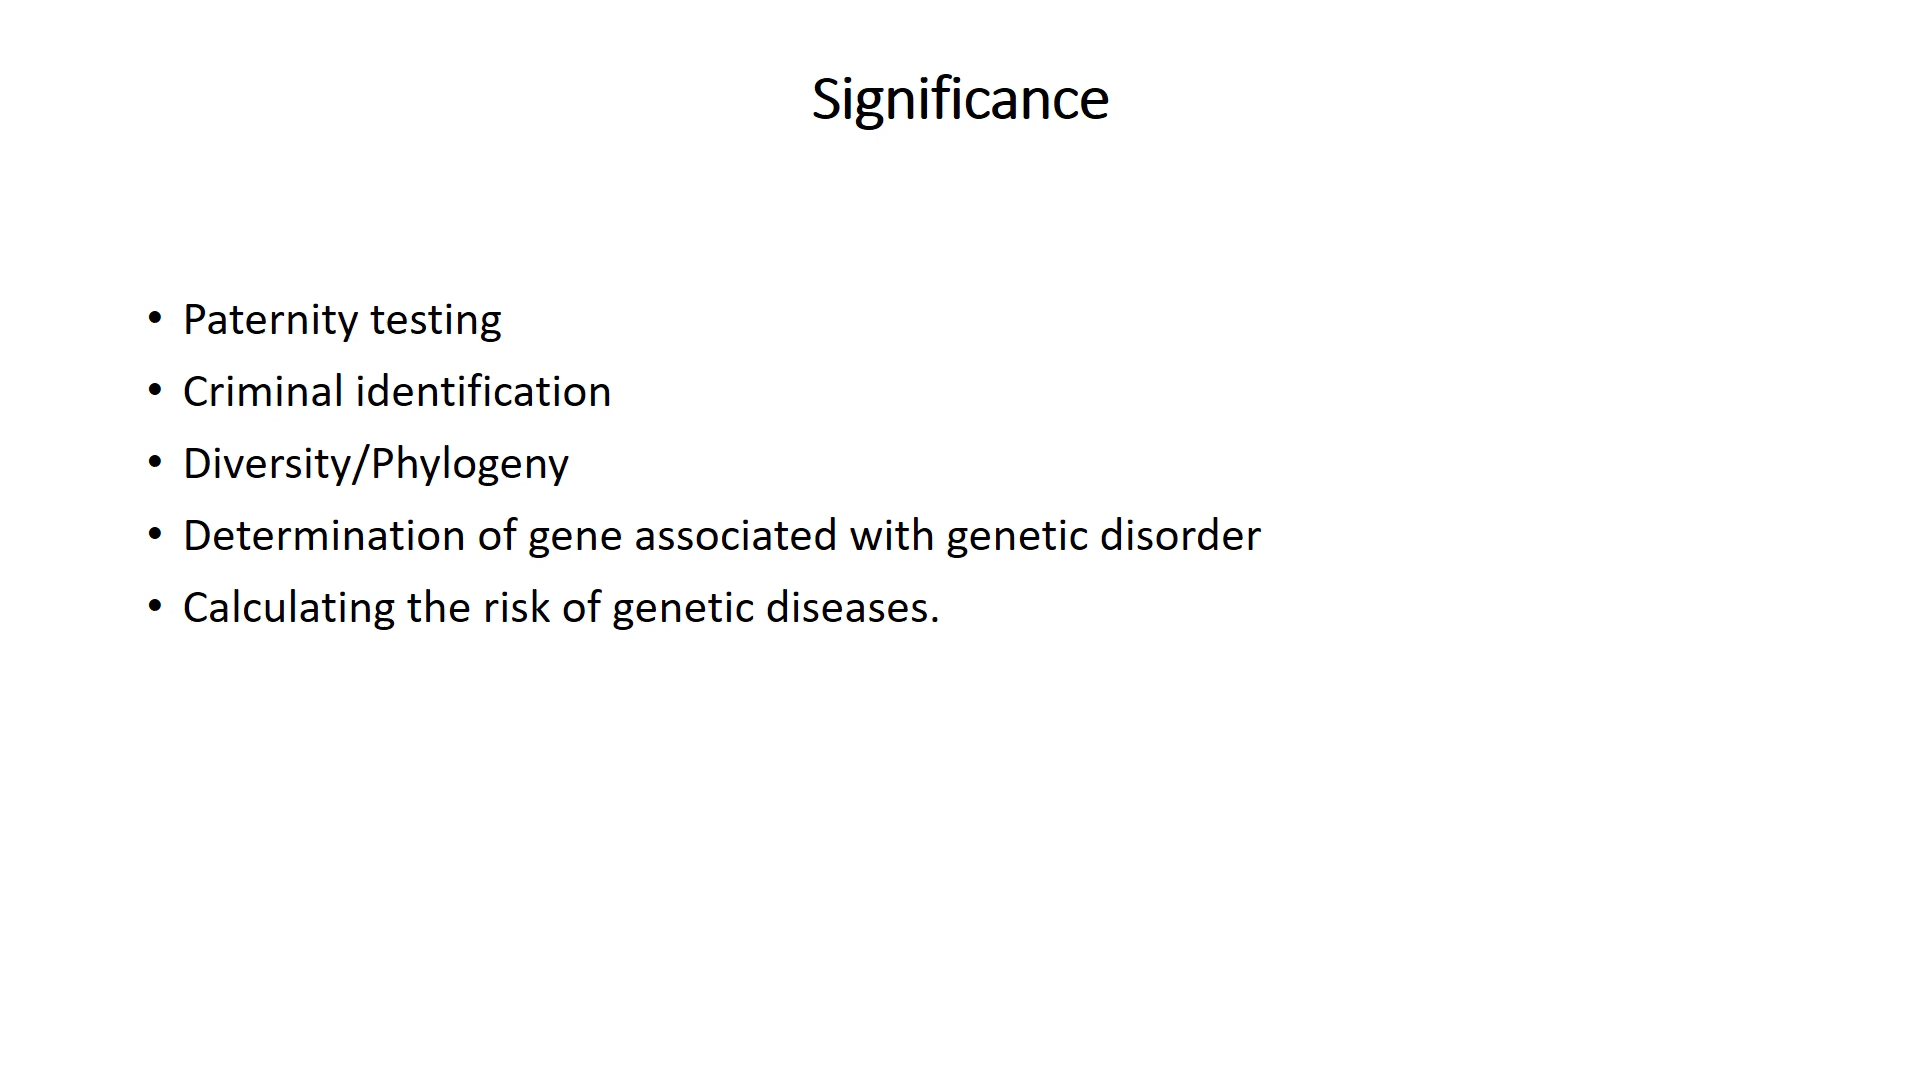 Significance
• Paternity testing
• Criminal identification
• Diversity/Phylogeny
• Determination of gene associated with genetic disorder
• Calculating the risk of genetic diseases.